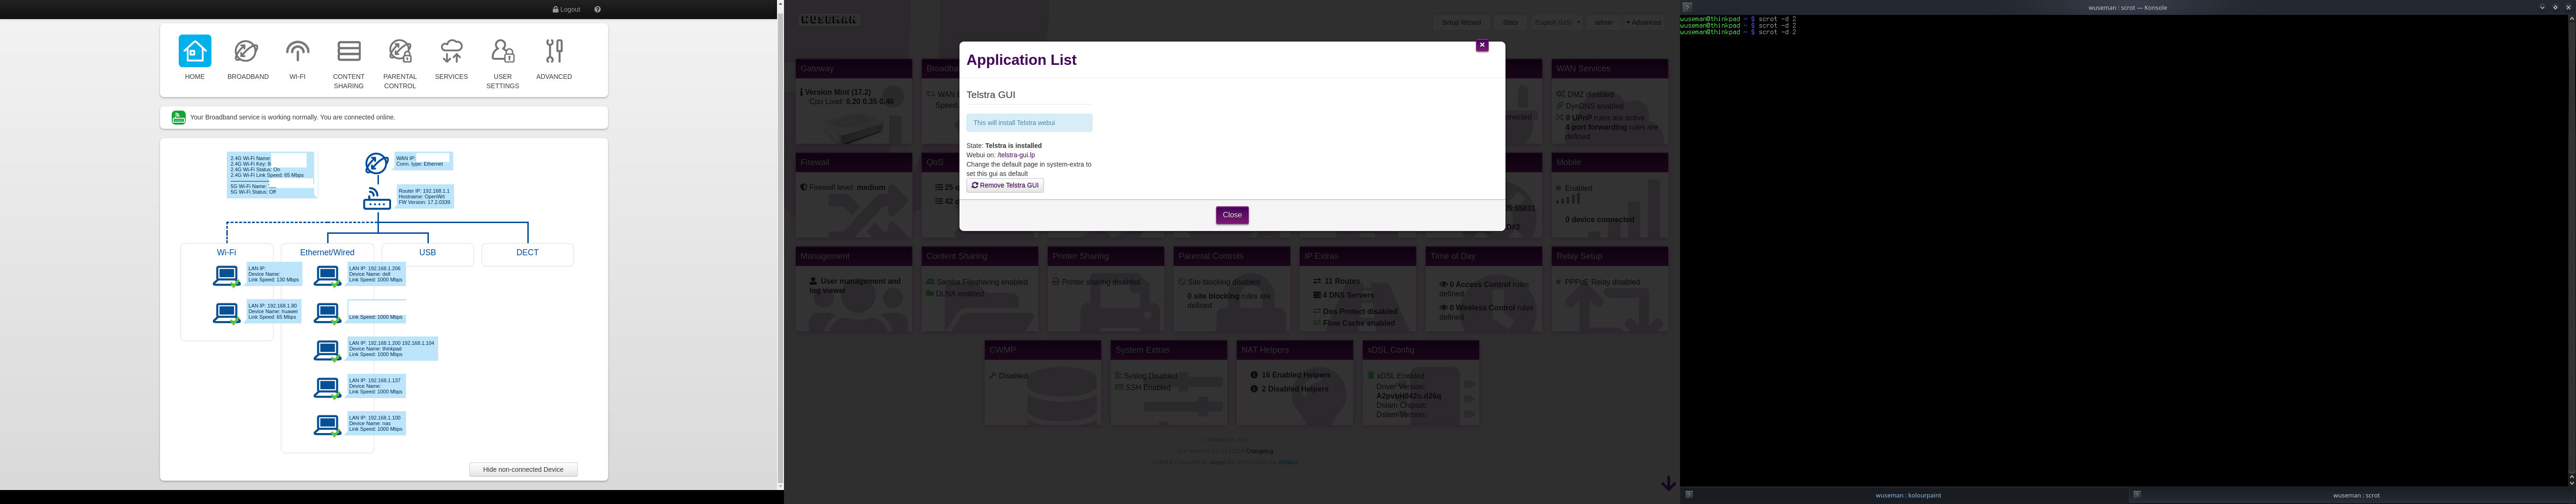 Logout
HOME
BROADBAND
WI-FI
CONTENT
SHARING
PARENTAL
CONTROL
SERVICES
USER
SETTINGS
ADVANCED
Your Broadband service is working normally. You are connected online.
2.4G Wi-Fi Name:
2.4G Wi-Fi Key:
2.4G Wi-Fi Status: On
2.4G Wi-Fi Link Speed: 65 Mbps
5G Wi-Fi Name:
5G Wi-Fi Status: Off
WAN IP:
Conn. type: Ethernet
Router IP: 192.168.1.1
Hostname: OpenWrt
FW Version: 17.2.0339
Wi-Fi
Ethernet/Wired
USB
DECT
LAN IP:
Device Name:
Link Speed: 130 Mbps
LAN IP: 192.168.1.80
Device Name: huawei
Link Speed: 65 Mbps
LAN IP: 192.168.1.206
Device Name: dell
Link Speed: 1000 Mbps
Link Speed: 1000 Mbps
LAN IP: 192.168.1.200 192.168.1.104
Device Name: thinkpad
Link Speed: 1000 Mbps
LAN IP: 192.168.1.137
Device Name:
Link Speed: 1000 Mbps
LAN IP: 192.168.1.100
Device Name: nas
Link Speed: 1000 Mbps
Hide non-connected Device
WUSEMAN
Setup Wizard
Stats
English (US)
admin
Advanced
Application List
Telstra GUI
This will install Telstra webui
State: Telstra is installed
Webui on: /telstra-gui.lp
Change the default page in system-extra to
set this gui as default
Remove Telstra GUI
Close
Gateway
Version Mint (17.2)
Cpu Load: 0.20 0.35 0.46
Broadba
WAN
Speed
WAN Services
DMZ disabled
DynDNS enabled
0 UPnP rules are active
4 port forwarding rules are
defined
Firewall
Firewall level: medium
QoS
Mobile
Enabled
0 device connected
Management
User management and
log viewer
Content Sharing
Samba Filesharing enabled
DLNA enabled
Printer Sharing
Printer sharing disabled
Parental Controls
Site blocking disabled
0 site blocking rules are
defined
IP Extras
11 Routes
4 DNS Servers
Dos Protect disabled
Flow Cache enabled
Time of Day
0 Access Control rules
defined
0 Wireless Control rules
defined
Relay Setup
PPPoE Relay disabled
CWMP
Disabled
System Extras
Syslog Disabled
SSH Enabled
NAT Helpers
16 Enabled Helpers
2 Disabled Helpers
xDSL Config
xDSL Enabled
Driver Version:
Dslam Chipset:
Dslam Version:
Changelog
wuseman : scrot — Konsole
wuseman@thinkpad ~ $ scrot -d 2
wuseman@thinkpad ~ $ scrot -d 2
wuseman@thinkpad ~ $ scrot -d 2
wuseman : kolourpaint
wuseman : scrot